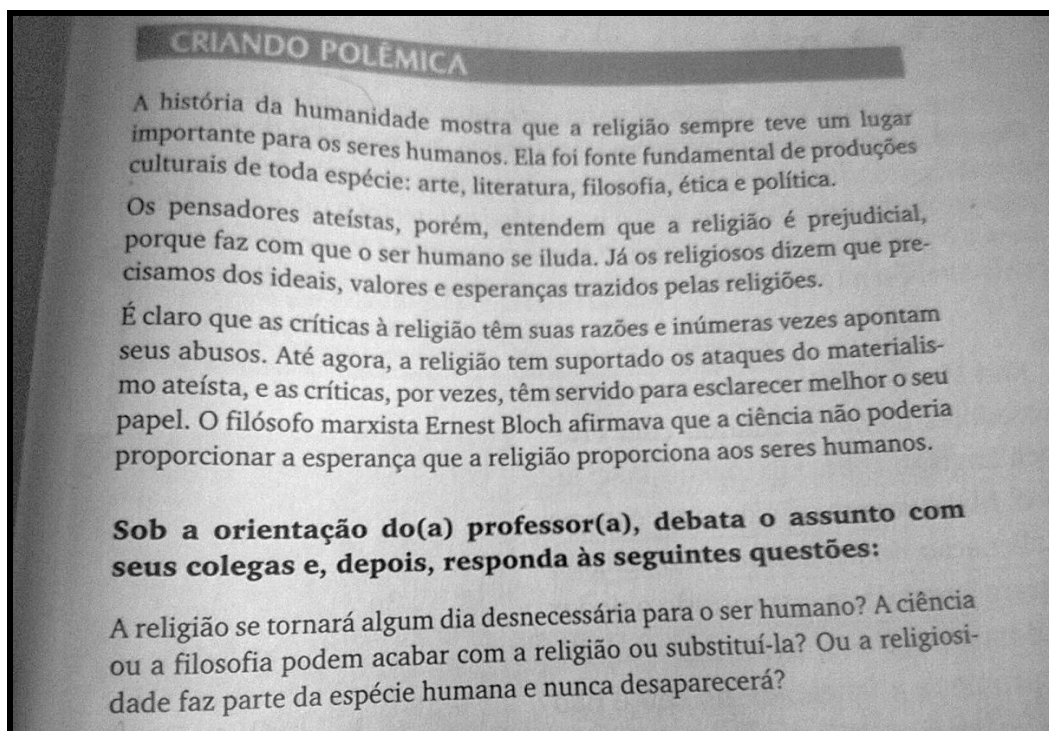 CRIANDO POLÊMICA
A história da humanidade mostra que a religião sempre teve um lugar
importante para os seres humanos. Ela foi fonte fundamental de produções
culturais de toda espécie: arte, literatura, filosofia, ética e política.
Os pensadores ateístas, porém, entendem que a religião é prejudicial,
porque faz com que o ser humano se iluda. Já os religiosos dizem que pre-
cisamos dos ideais, valores e esperanças trazidos pelas religiões.
É claro que as críticas à religião têm suas razões e inúmeras vezes apontam
seus abusos. Até agora, a religião tem suportado os ataques do materialis-
mo ateísta, e as críticas, por vezes, têm servido para esclarecer melhor o seu
papel. O filósofo marxista Ernest Bloch afirmava que a ciência não poderia
proporcionar a esperança que a religião proporciona aos seres humanos.
Sob a orientação do(a) professor(a), debata o assunto com
seus colegas e, depois, responda às seguintes questões:
A religião se tornará algum dia desnecessária para o ser humano? A ciência
ou a filosofia podem acabar com a religião ou substituí-la? Ou a religiosi-
dade faz parte da espécie humana e nunca desaparecerá?